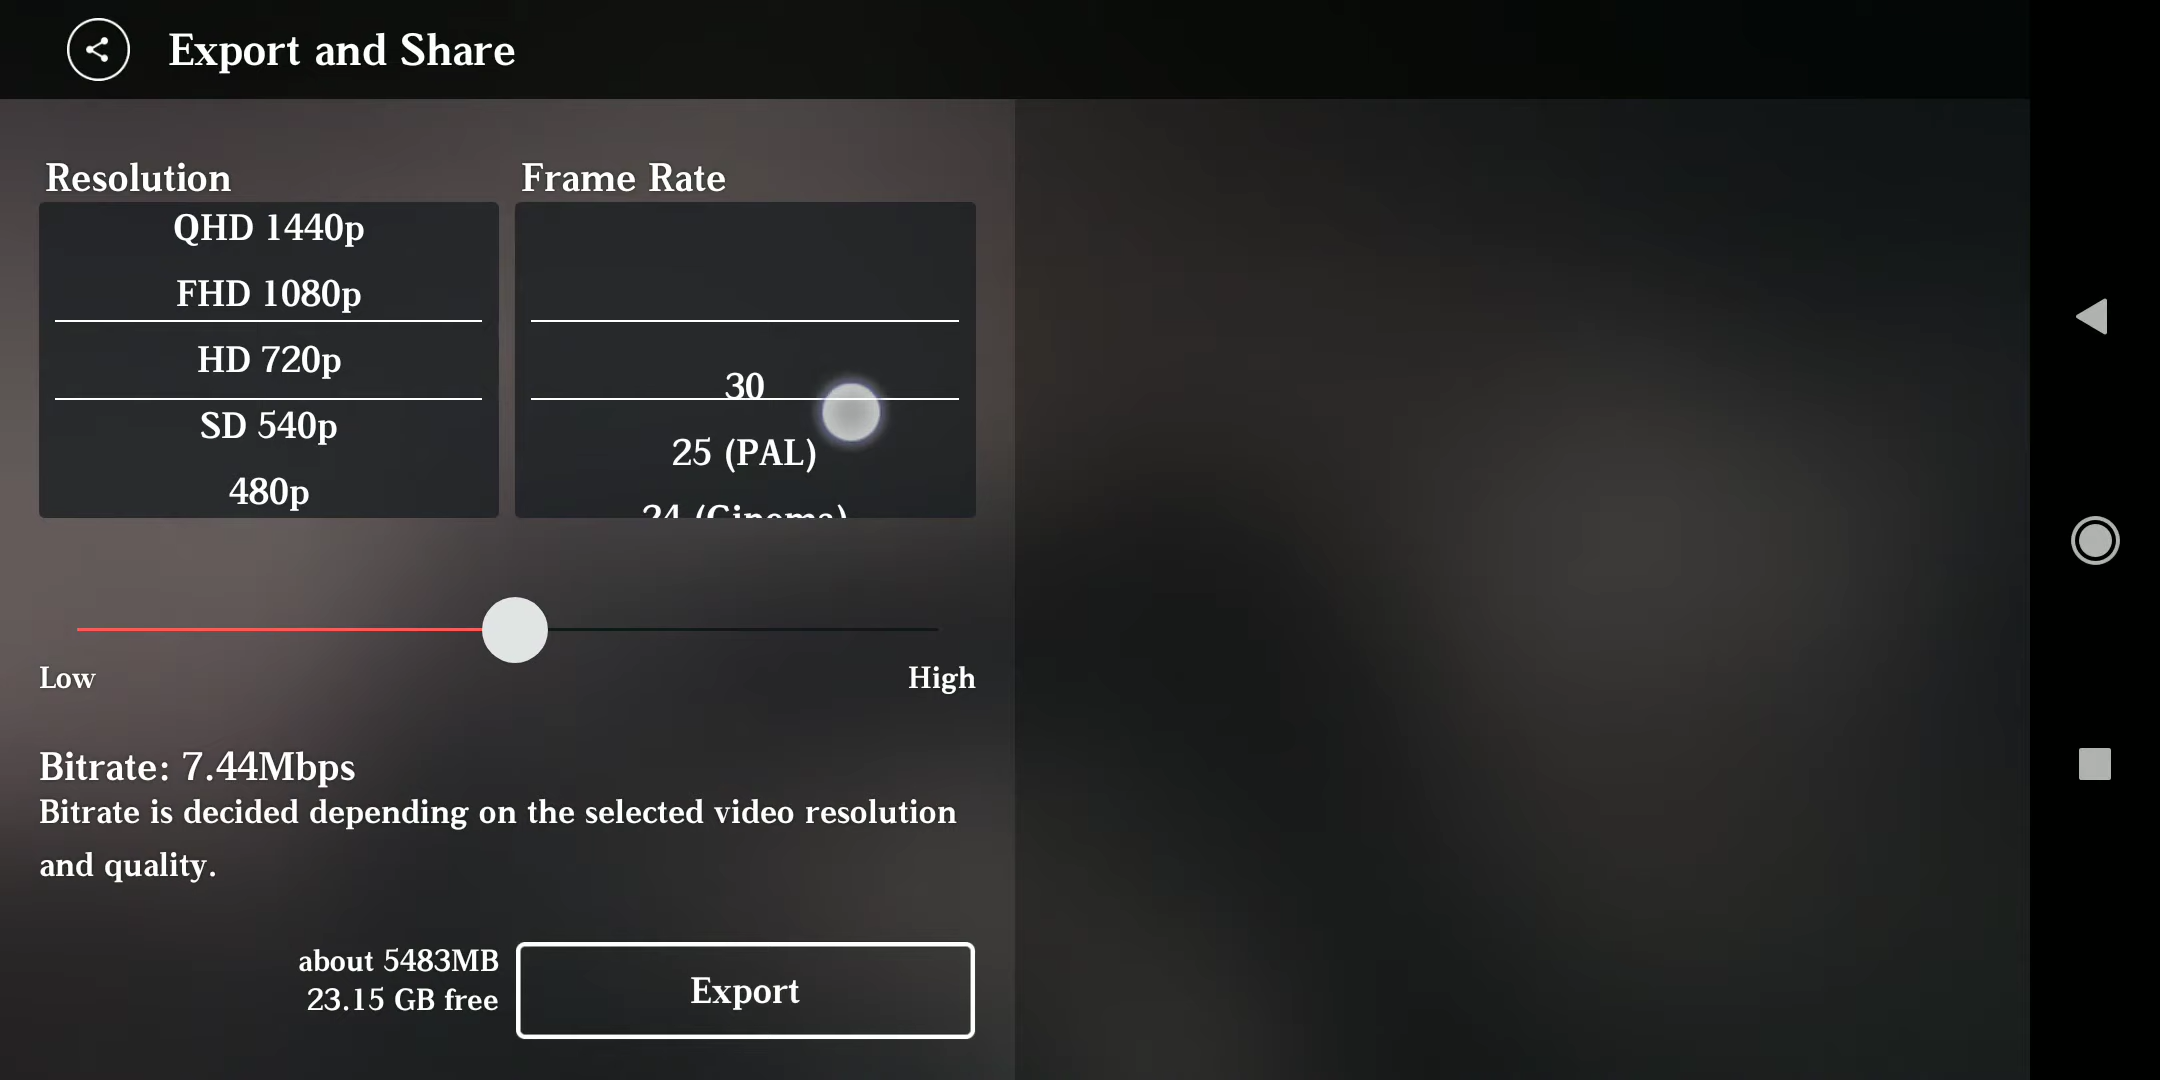 Export and Share
Resolution
Frame Rate
QHD 1440p
FHD 1080p
HD 720p
SD 540p
480p
30
25 (PAL)
24 (Cinema)
Low
High
Bitrate: 7.44Mbps
Bitrate is decided depending on the selected video resolution
and quality.
about 5483MB
23.15 GB free
Export